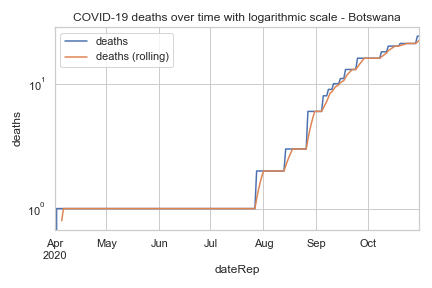 COVID-19 deaths over time with logarithmic scale - Botswana
deaths
deaths (rolling)
10¹
10⁰
deaths
Apr
2020
May
Jun
Jul
Aug
Sep
Oct
dateRep